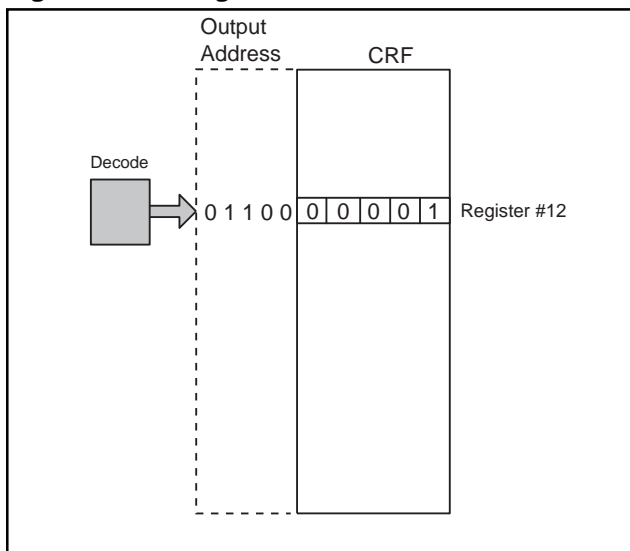 Output
Address
CRF
Decode
0 1 1 0 0 0 0 0 0 1 Register #12